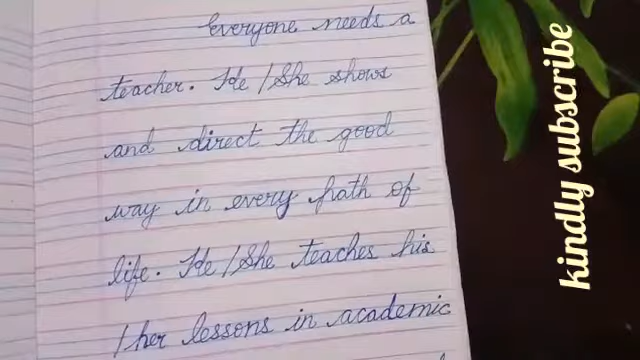 everyone needs a
teacher. He/She shows
and direct the good
way in every path of
life. He/She teaches his
/her lessons in academic
kindly subscribe